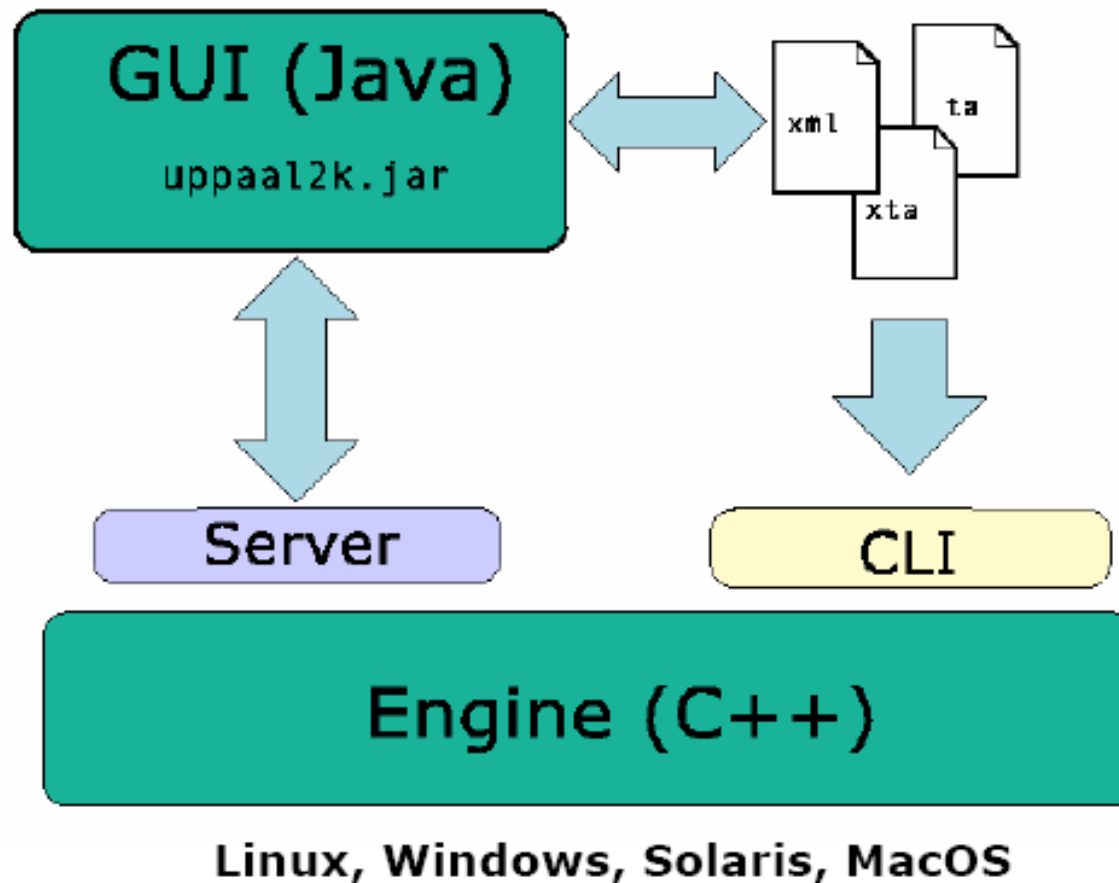 GUI (Java)
uppaal2k.jar
xml
ta
xta
Server
CLI
Engine (C++)
Linux, Windows, Solaris, MacOS